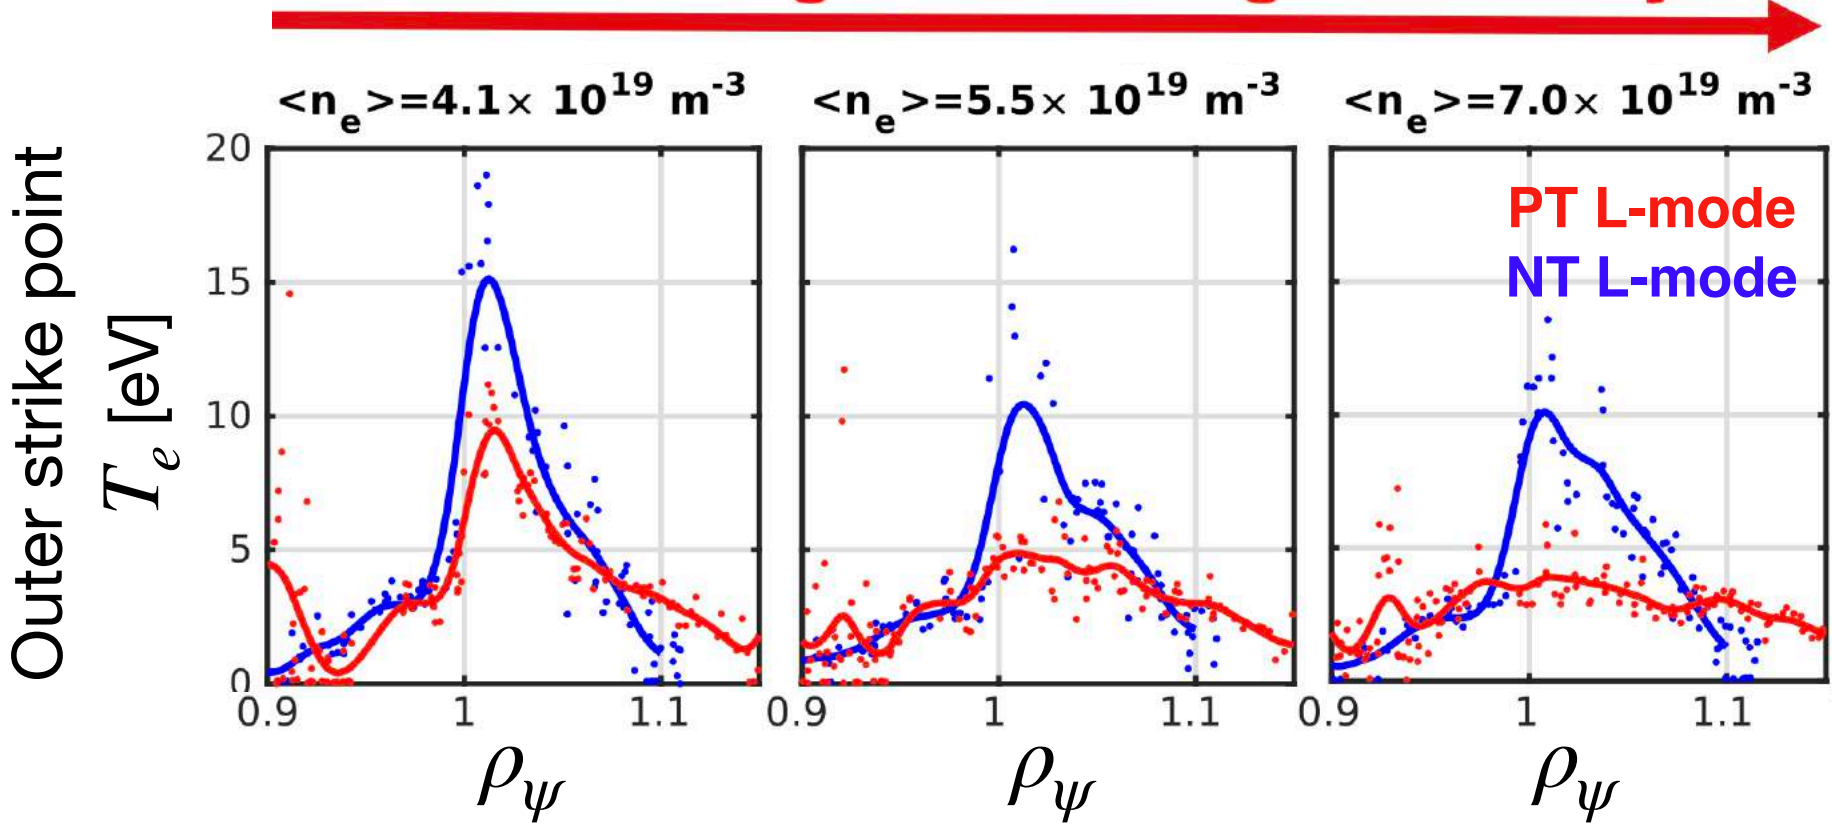 <n_e>=4.1× 10^19 m^-3
<n_e>=5.5× 10^19 m^-3
<n_e>=7.0× 10^19 m^-3
Outer strike point
T_e [eV]
20
15
10
5
0
PT L-mode
NT L-mode
0.9 1 1.1
0.9 1 1.1
0.9 1 1.1
ρ_ψ
ρ_ψ
ρ_ψ